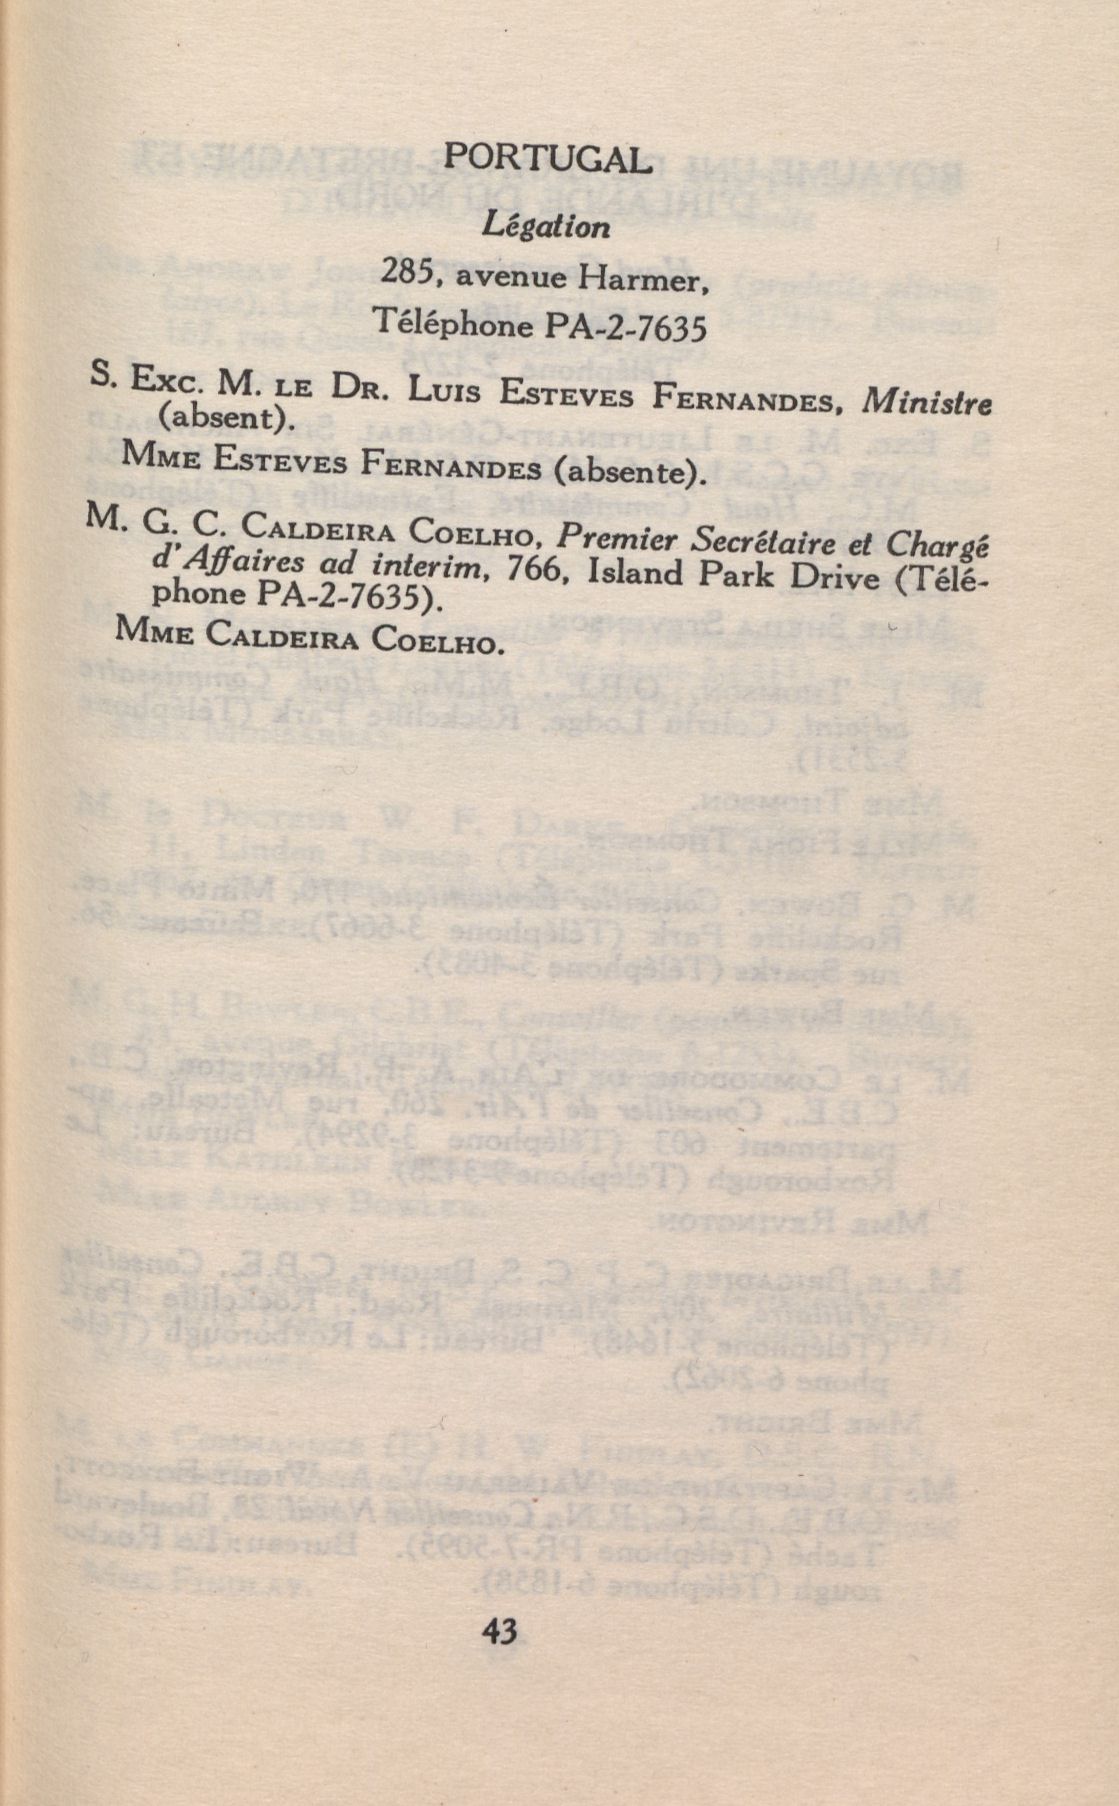 PORTUGAL
Légation
285, avenue Harmer,
Téléphone PA-2-7635
S. Exc. M. le Dr. Luis Esteves Fernandes, Ministre
(absent).
Mme Esteves Fernandes (absente).
M. G. C. Caldeira Coelho, Premier Secrétaire et Chargé
d'Affaires ad interim, 766, Island Park Drive (Télé-
phone PA-2-7635).
Mme Caldeira Coelho.
43